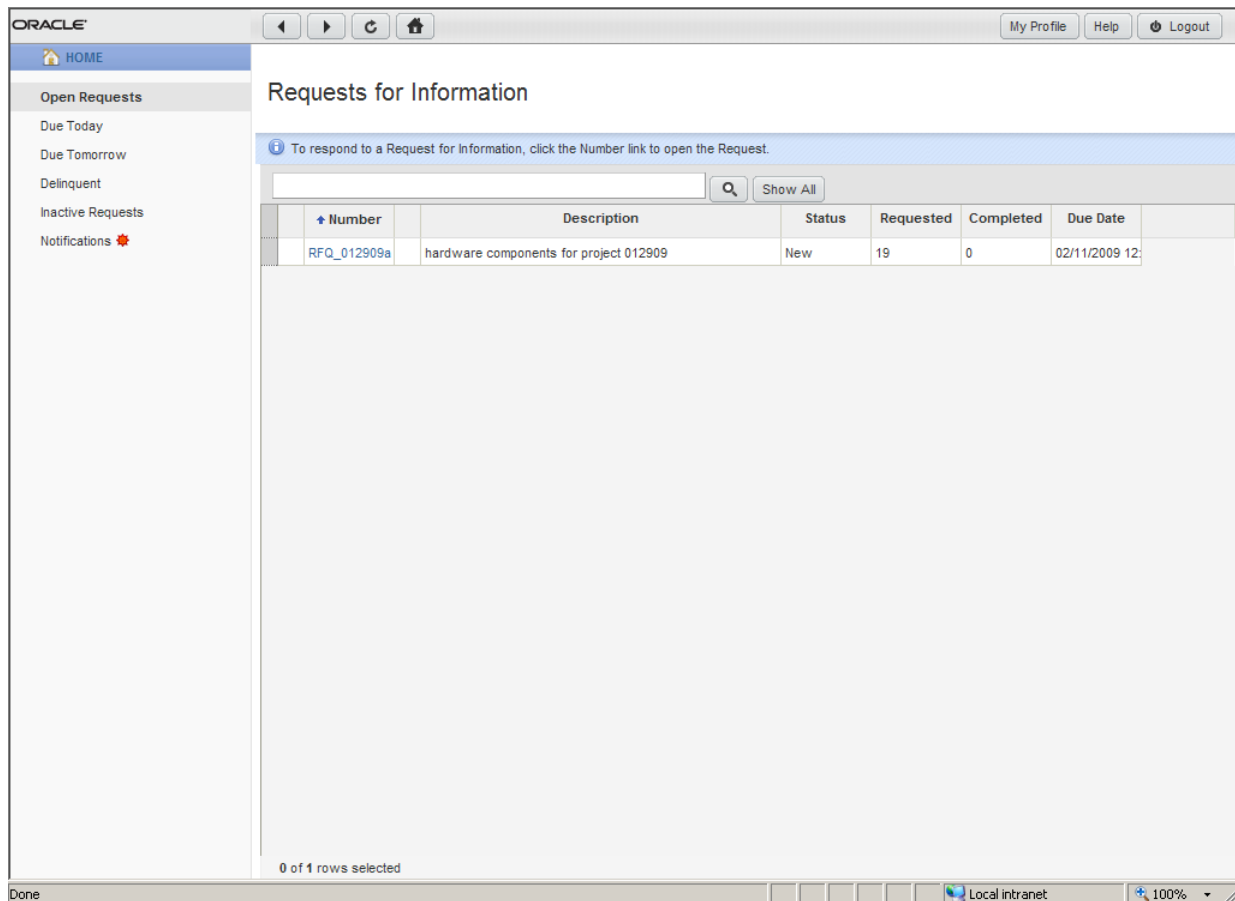 ORACLE
My Profile Help Logout
HOME
Open Requests
Due Today
Due Tomorrow
Delinquent
Inactive Requests
Notifications
Requests for Information
To respond to a Request for Information, click the Number link to open the Request.
Show All
Number Description Status Requested Completed Due Date
RFQ_012909a hardware components for project 012909 New 19 0 02/11/2009 12:
0 of 1 rows selected
Done Local intranet 100%